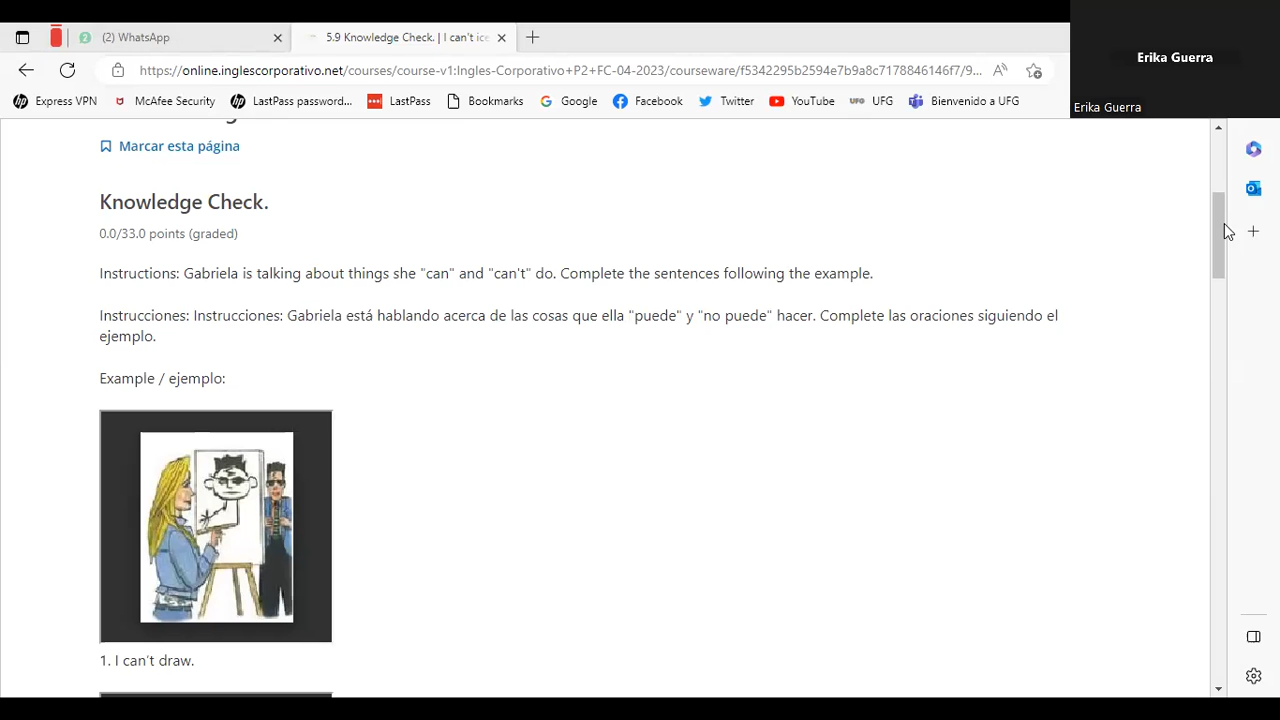 (2) WhatsApp
5.9 Knowledge Check. | I can't ice
Erika Guerra
https://online.inglescorporativo.net/courses/course-v1:Ingles-Corporativo+P2+FC-04-2023/courseware/f5342295b2594e7b9a8c7178846146f7/9...
Express VPN McAfee Security LastPass password... LastPass Bookmarks Google Facebook Twitter YouTube UFG Bienvenido a UFG
Erika Guerra
Marcar esta página
Knowledge Check.
0.0/33.0 points (graded)
Instructions: Gabriela is talking about things she "can" and "can't" do. Complete the sentences following the example.
Instrucciones: Instrucciones: Gabriela está hablando acerca de las cosas que ella "puede" y "no puede" hacer. Complete las oraciones siguiendo el
ejemplo.
Example / ejemplo:
1. I can't draw.